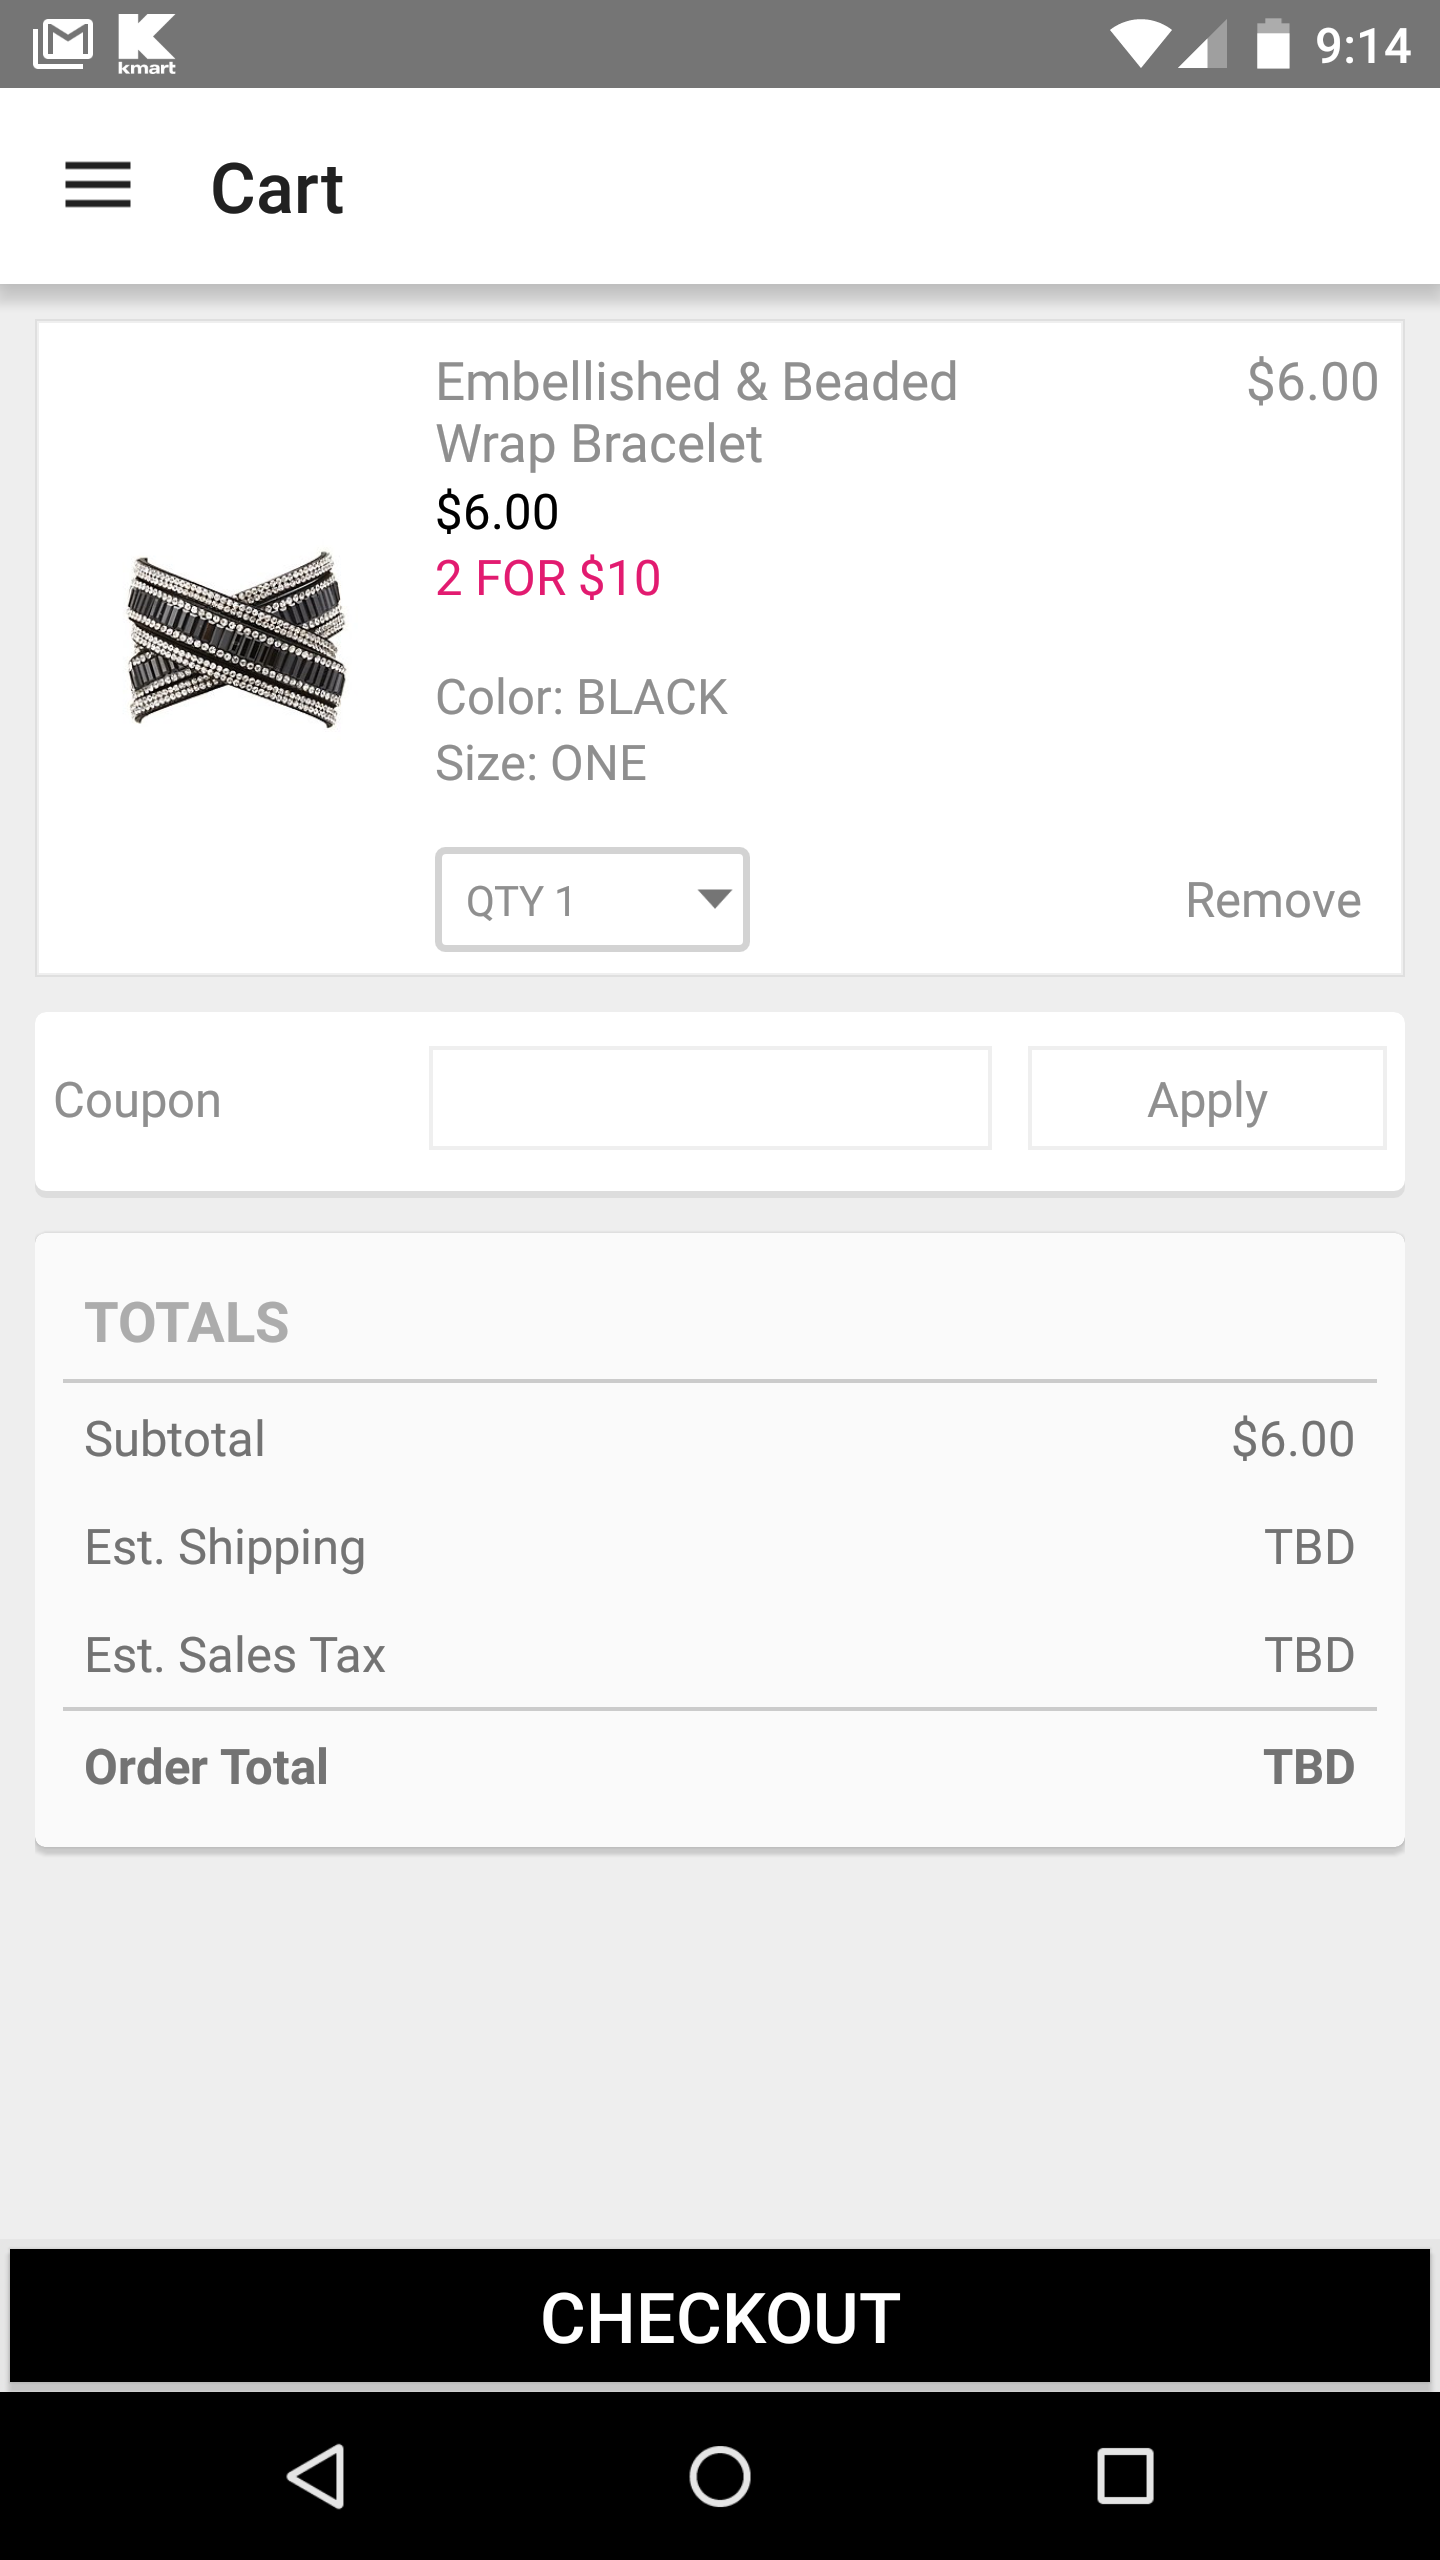 kmart
9:14
Cart
Embellished & Beaded $6.00
Wrap Bracelet
$6.00
2 FOR $10
Color: BLACK
Size: ONE
QTY 1 Remove
Coupon Apply
TOTALS
Subtotal $6.00
Est. Shipping TBD
Est. Sales Tax TBD
Order Total TBD
CHECKOUT